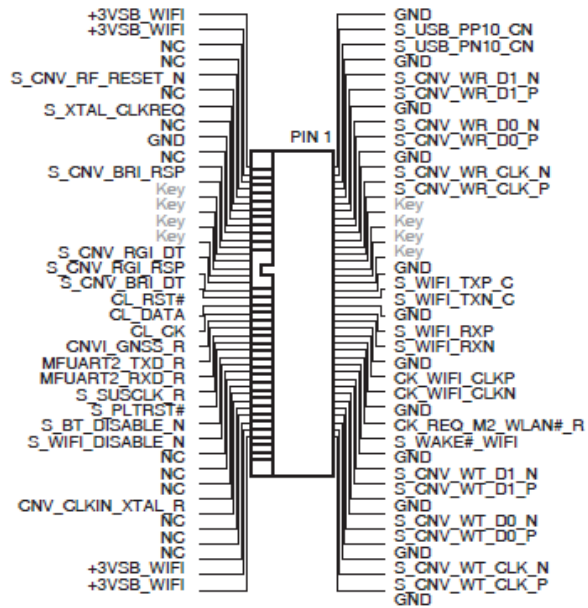 +3VSB_WIFI
+3VSB_WIFI
NC
NC
S_CNV_RF_RESET_N
NC
S_XTAL_CLKREQ
NC
GND
NC
S_CNV_BRI_RSP
Key
Key
Key
Key
S_CNV_RGI_DT
S_CNV_RGI_RSP
S_CNV_BRI_DT
CL_RST#
CL_DATA
CL_CK
CNVI_GNSS_R
MFUART2_TXD_R
MFUART2_RXD_R
S_SUSCLK_R
S_PLTRST#
S_BT_DISABLE_N
S_WIFI_DISABLE_N
NC
NC
NC
CNV_CLKIN_XTAL_R
NC
NC
NC
+3VSB_WIFI
+3VSB_WIFI
PIN 1
GND
S_USB_PP10_CN
S_USB_PN10_CN
GND
S_CNV_WR_D1_N
S_CNV_WR_D1_P
GND
S_CNV_WR_D0_N
S_CNV_WR_D0_P
GND
S_CNV_WR_CLK_N
S_CNV_WR_CLK_P
Key
Key
Key
Key
GND
S_WIFI_TXP_C
S_WIFI_TXN_C
GND
S_WIFI_RXP
S_WIFI_RXN
GND
CK_WIFI_CLKP
CK_WIFI_CLKN
GND
CK_REQ_M2_WLAN#_R
S_WAKE#_WIFI
GND
S_CNV_WT_D1_N
S_CNV_WT_D1_P
GND
S_CNV_WT_D0_N
S_CNV_WT_D0_P
GND
S_CNV_WT_CLK_N
S_CNV_WT_CLK_P
GND